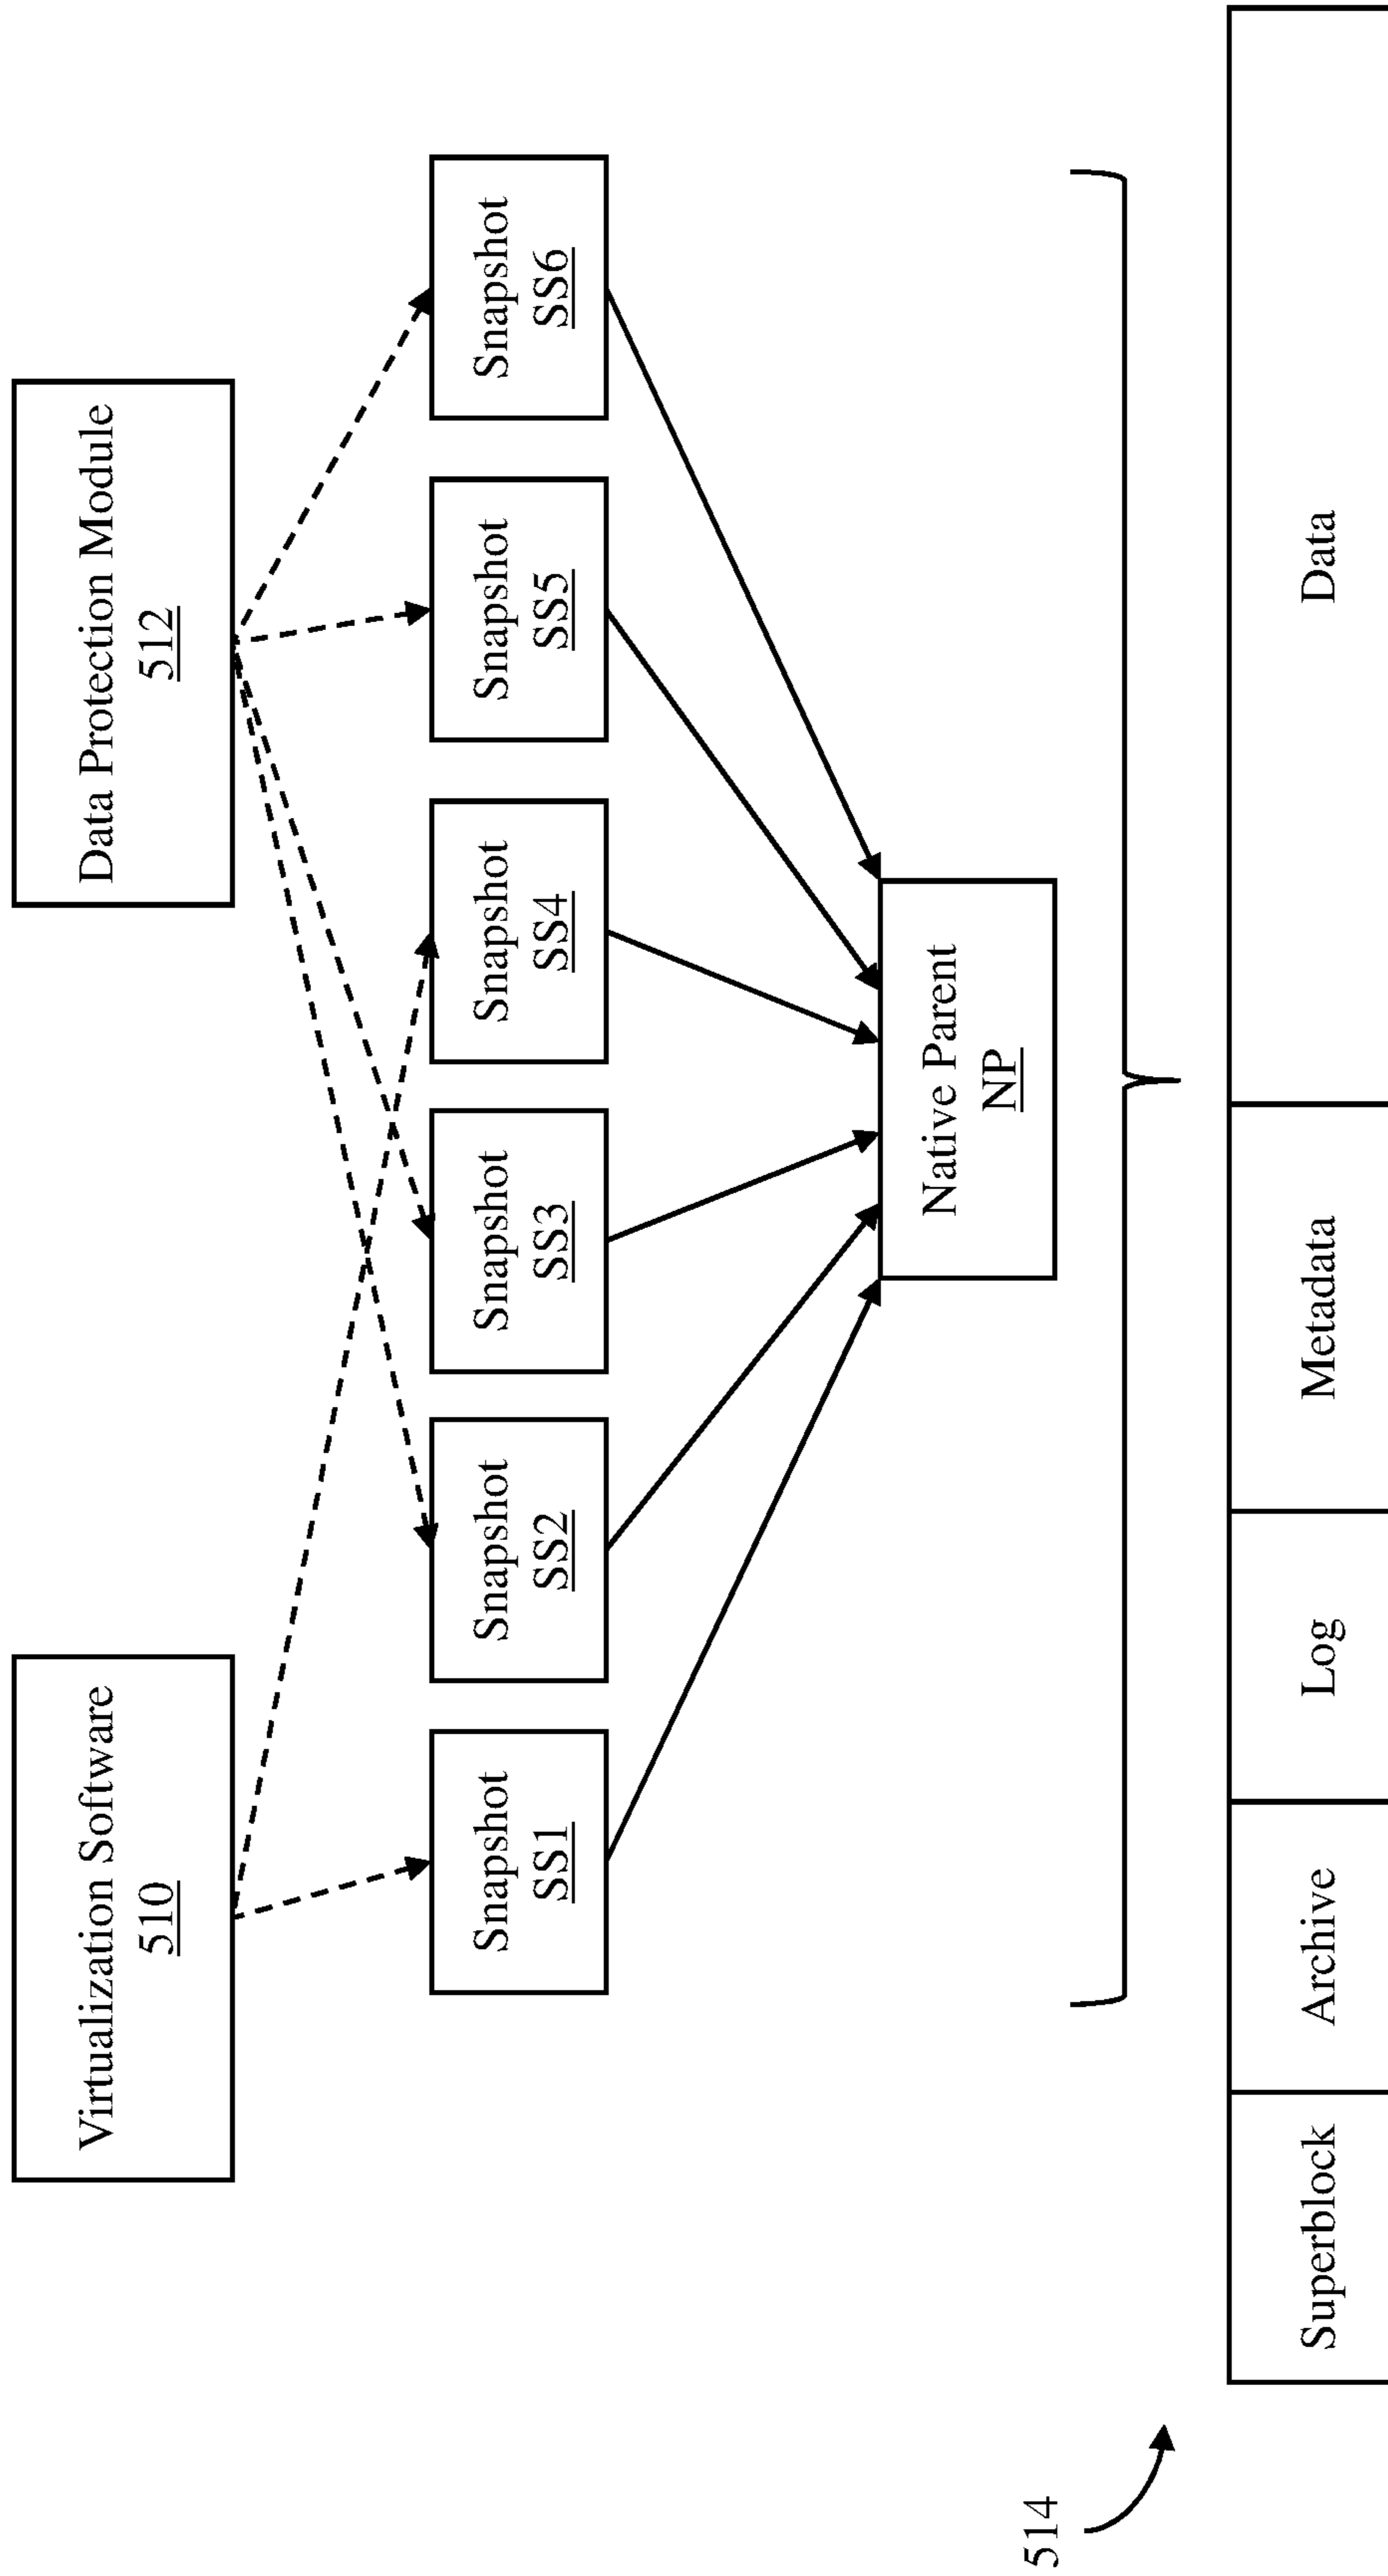 Virtualization Software
510
Data Protection Module
512
Snapshot
SS1
Snapshot
SS2
Snapshot
SS3
Snapshot
SS4
Snapshot
SS5
Snapshot
SS6
Native Parent
NP
514
Superblock
Archive
Log
Metadata
Data